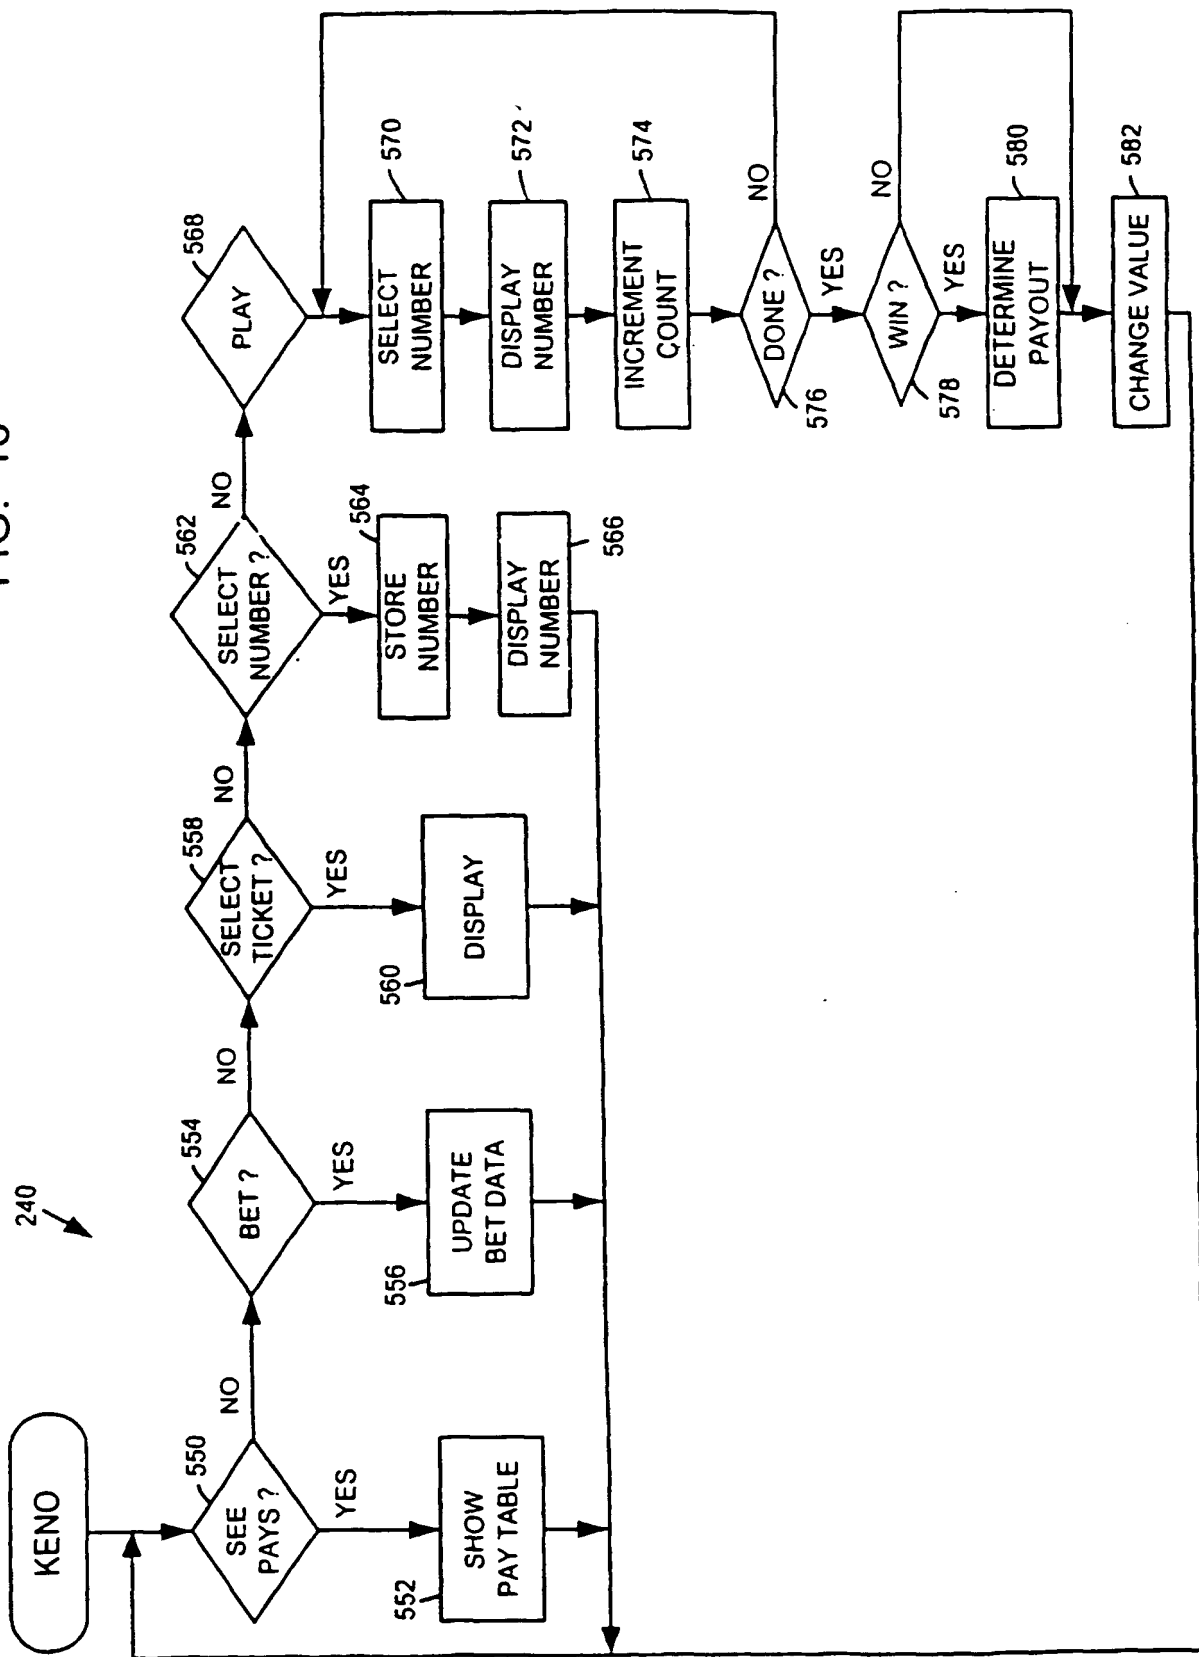 240
KENO
550
SEE
PAYS ?
NO
YES
552
SHOW
PAY TABLE
554
BET ?
NO
YES
556
UPDATE
BET DATA
558
SELECT
TICKET ?
NO
YES
560
DISPLAY
562
SELECT
NUMBER ?
NO
YES
564
STORE
NUMBER
566
DISPLAY
NUMBER
568
PLAY
570
SELECT
NUMBER
572
DISPLAY
NUMBER
574
INCREMENT
COUNT
576
DONE ?
NO
YES
578
WIN ?
NO
YES
580
DETERMINE
PAYOUT
582
CHANGE VALUE